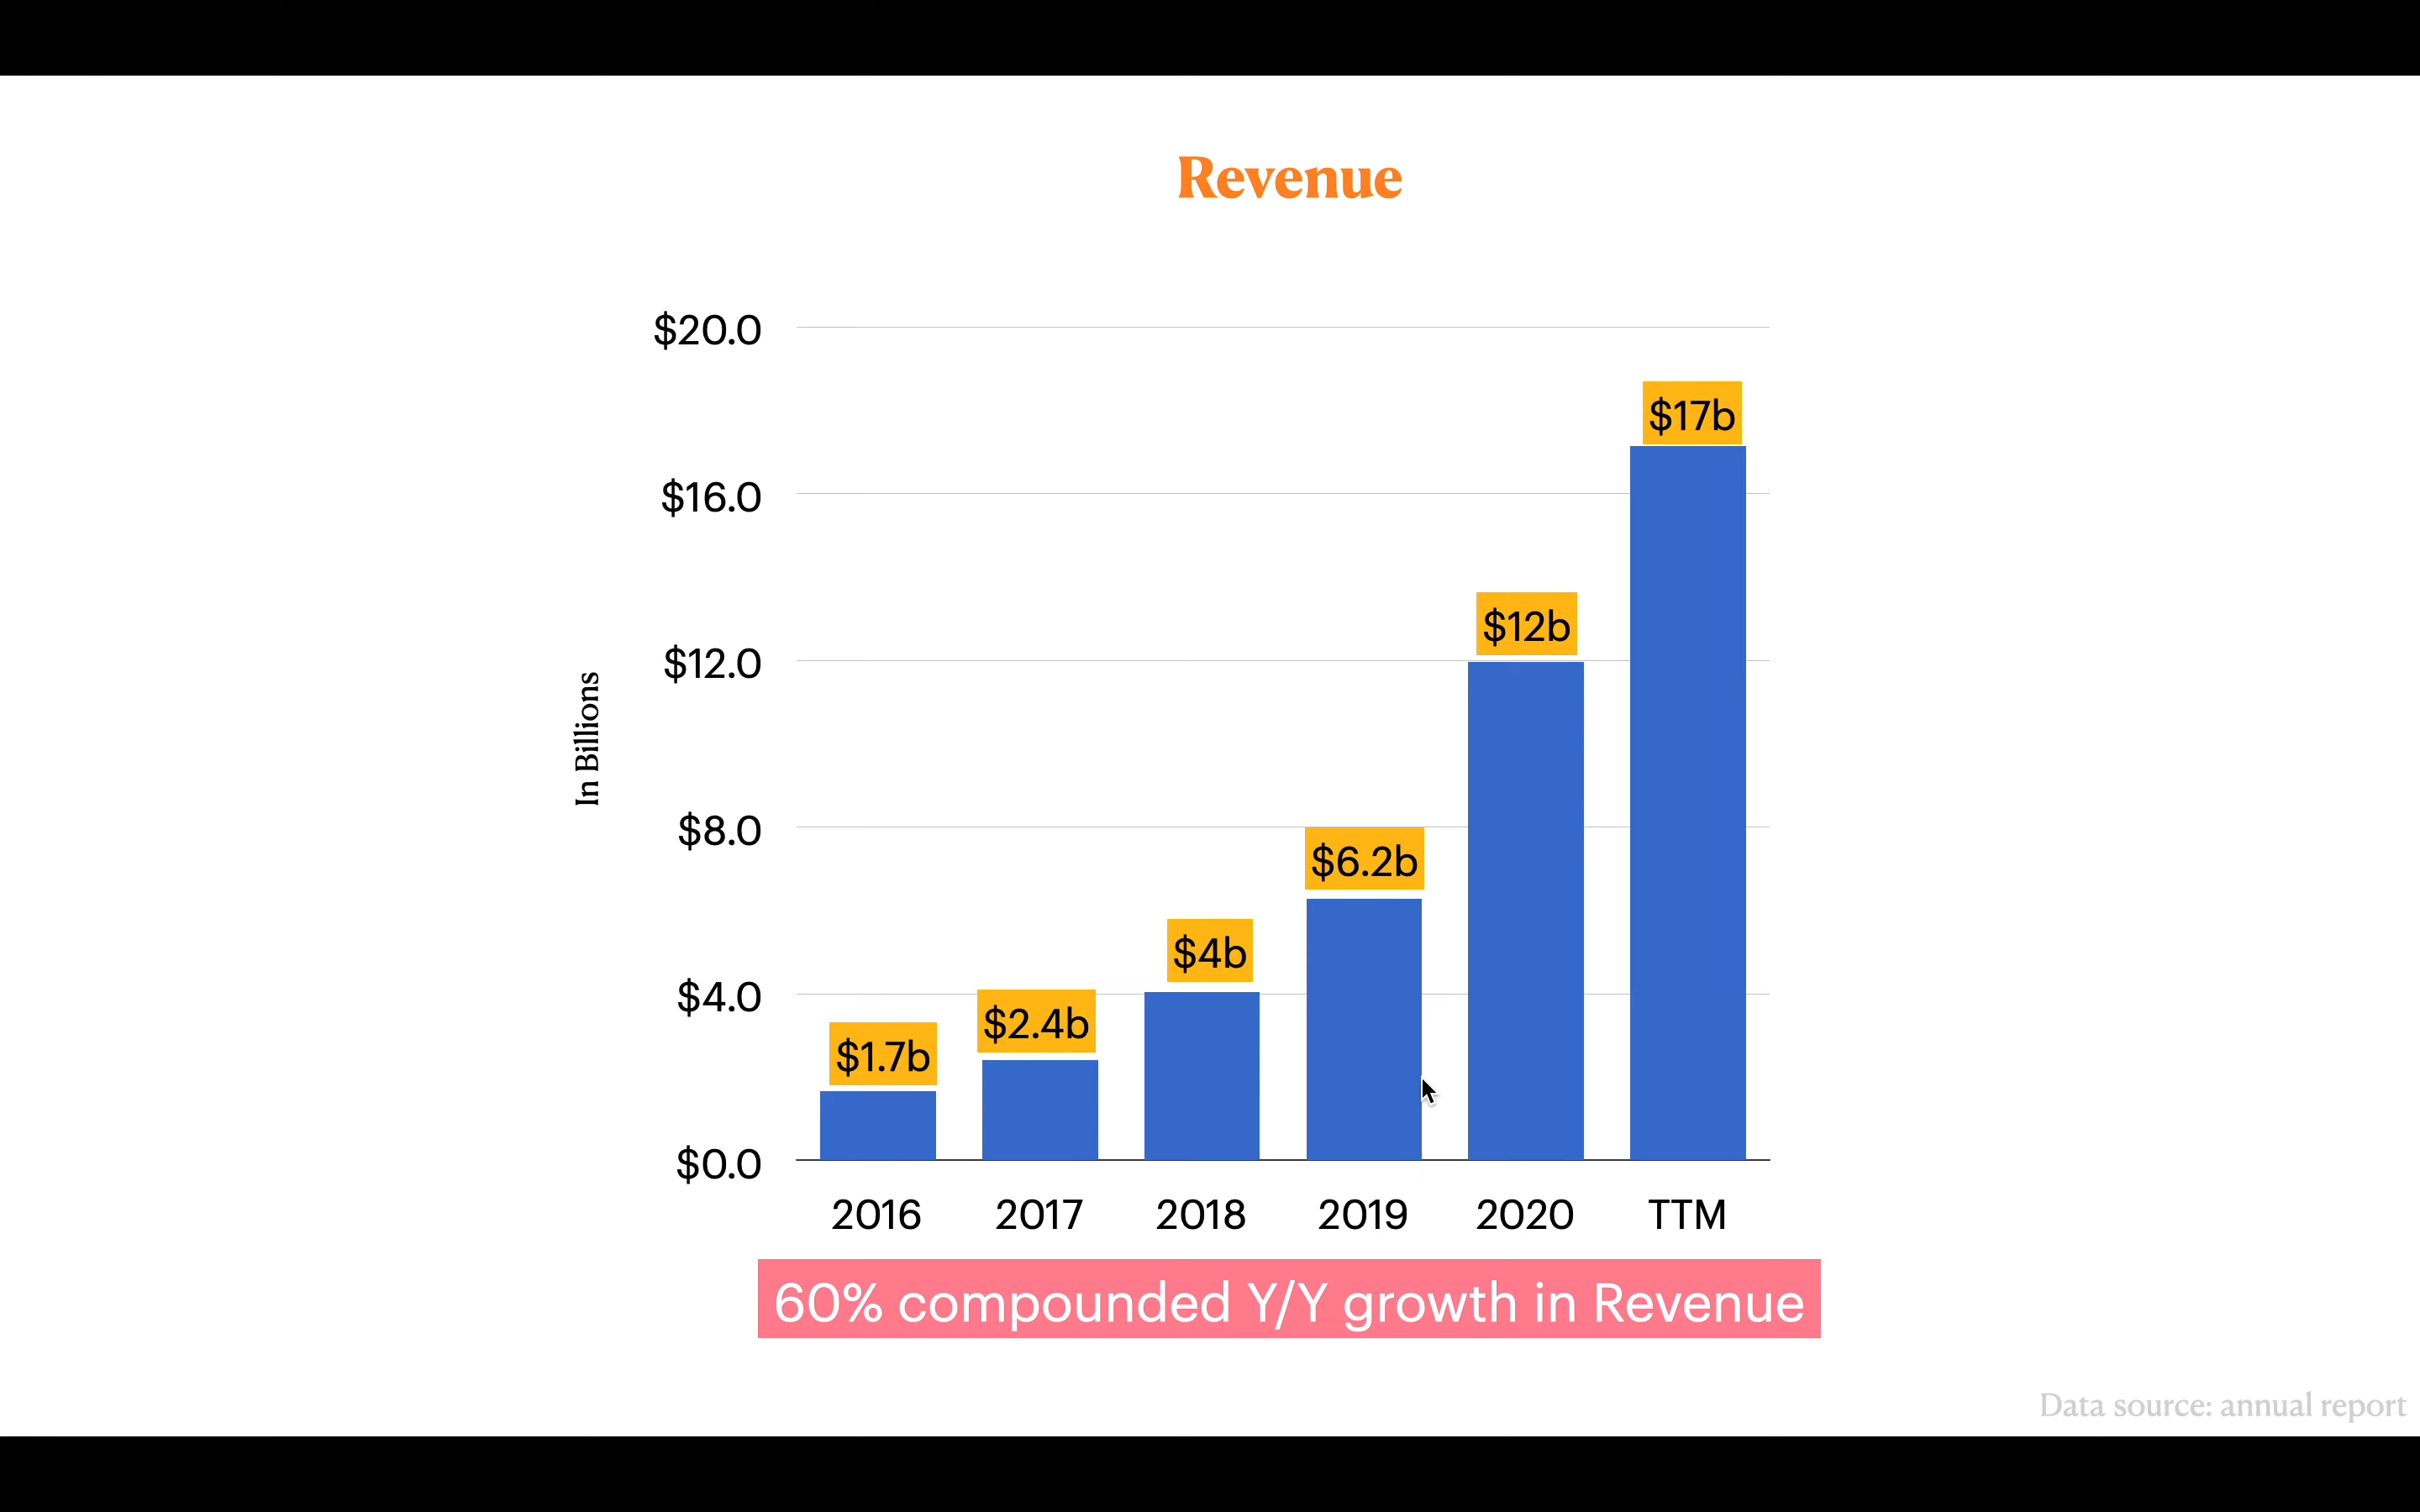 Revenue
$20.0
$16.0
$12.0
$8.0
$4.0
$0.0
In Billions
$1.7b
$2.4b
$4b
$6.2b
$12b
$17b
2016 2017 2018 2019 2020 TTM
60% compounded Y/Y growth in Revenue
Data source: annual report